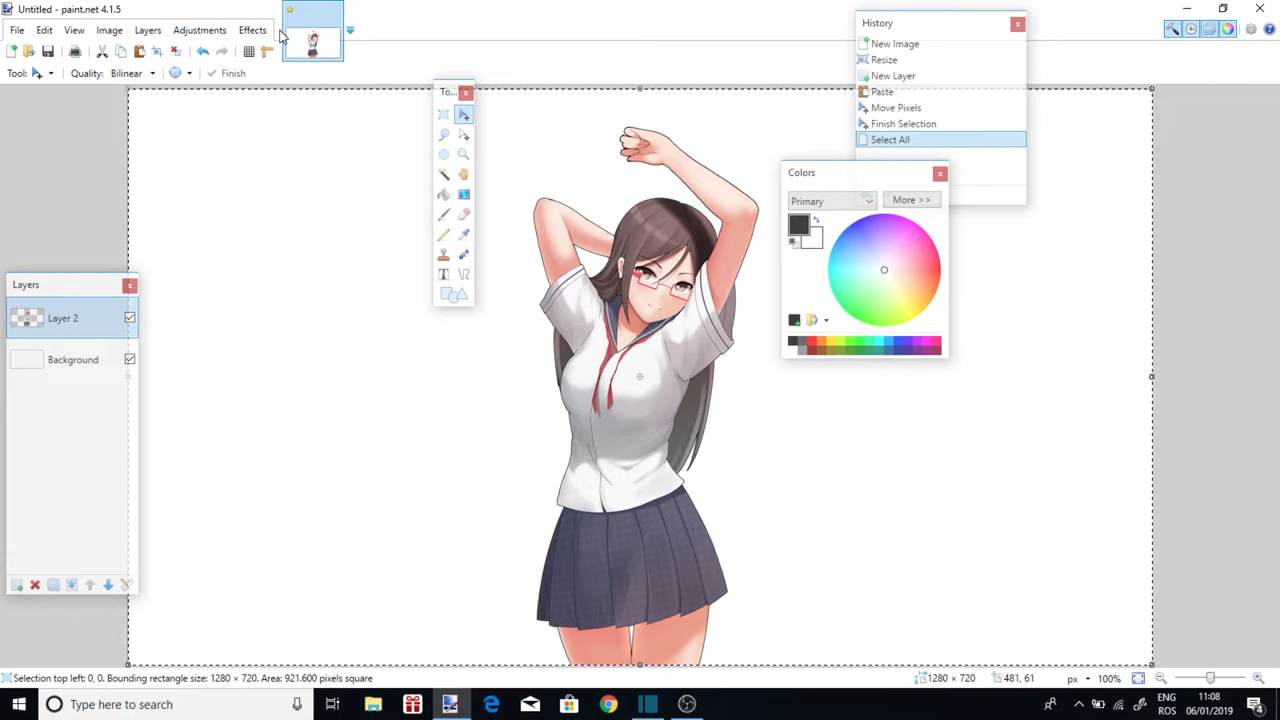 Untitled - paint.net 4.1.5
File Edit View Image Layers Adjustments Effects
Tool: Quality: Bilinear Finish
History
New Image
Resize
New Layer
Paste
Move Pixels
Finish Selection
Select All
To...
Colors
Primary
More >>
Layers
Layer 2
Background
Selection top left: 0, 0. Bounding rectangle size: 1280 × 720. Area: 921.600 pixels square
1280 × 720
481, 61
px
100%
Type here to search
ENG
ROS
11:08
06/01/2019
4